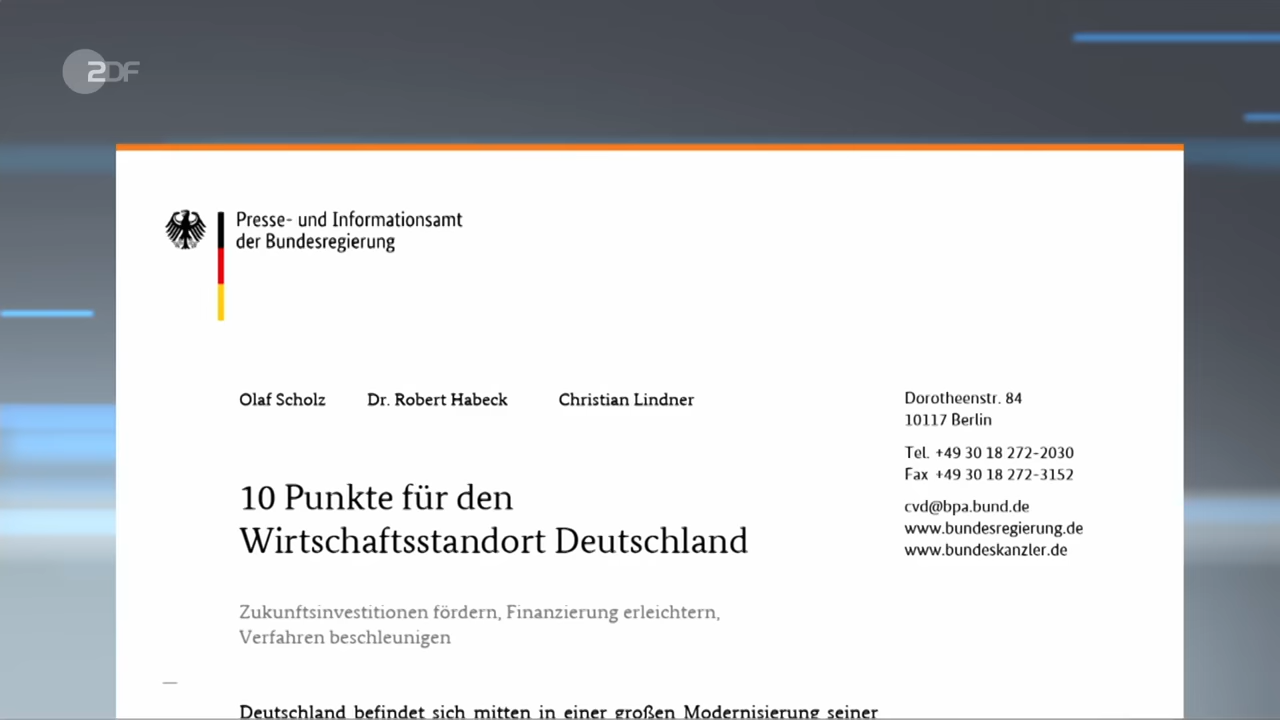 ZDF
Presse- und Informationsamt
der Bundesregierung
Olaf Scholz Dr. Robert Habeck Christian Lindner
Dorotheenstr. 84
10117 Berlin
Tel. +49 30 18 272-2030
Fax +49 30 18 272-3152
cvd@bpa.bund.de
www.bundesregierung.de
www.bundeskanzler.de
10 Punkte für den
Wirtschaftsstandort Deutschland
Zukunftsinvestitionen fördern, Finanzierung erleichtern,
Verfahren beschleunigen
Deutschland befindet sich mitten in einer großen Modernisierung seiner